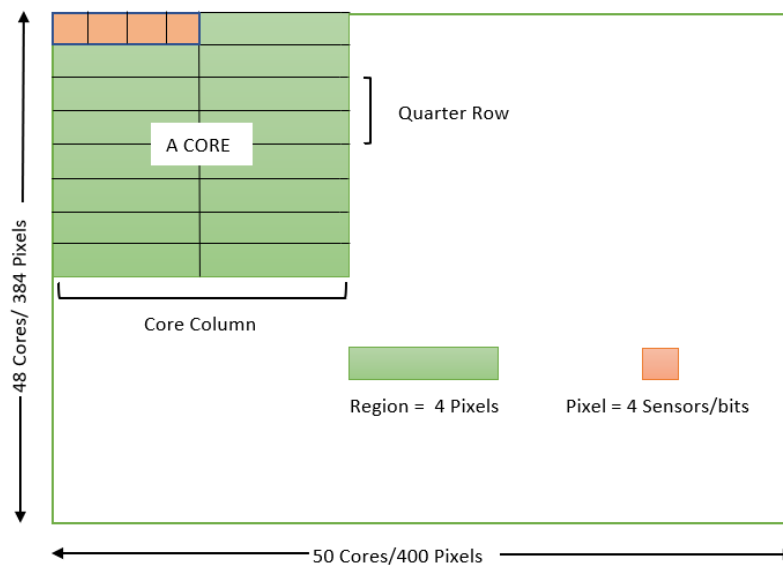 Quarter Row
A CORE
48 Cores/ 384 Pixels
Core Column
Region =  4 Pixels
Pixel = 4 Sensors/bits
50 Cores/400 Pixels